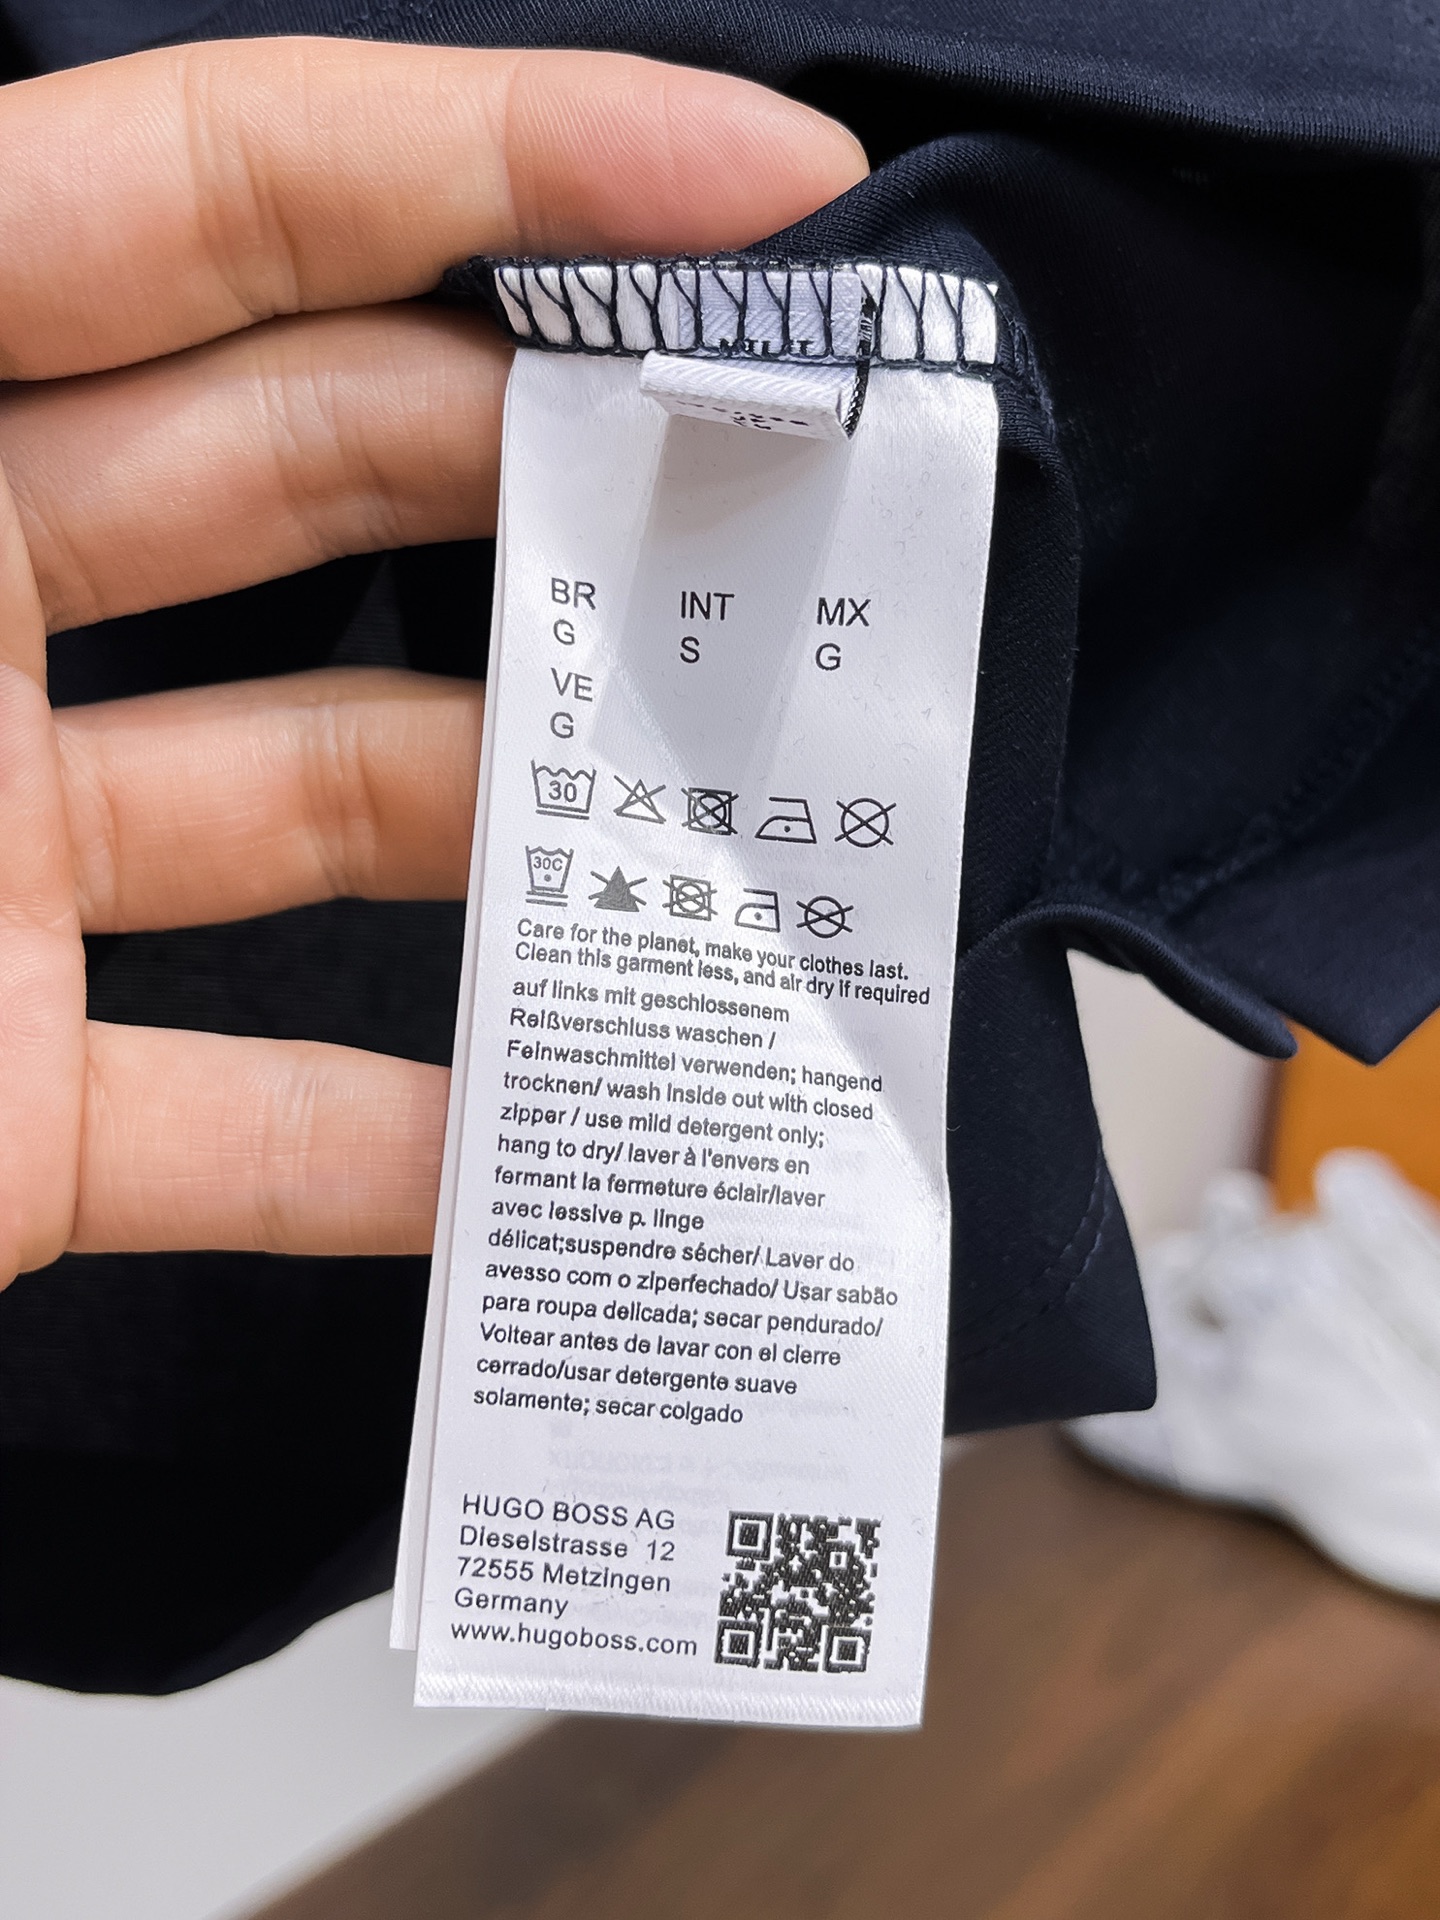 BR INT MX
G S G
VE
G
30
30C
Care for the planet, make your clothes last.
Clean this garment less, and air dry if required
auf links mit geschlossenem
Reißverschluss waschen /
Feinwaschmittel verwenden; hangend
trocknen/ wash inside out with closed
zipper / use mild detergent only;
hang to dry/ laver à l'envers en
fermant la fermeture éclair/laver
avec lessive p. linge
délicat;suspendre sécher/ Laver do
avesso com o ziperfechado/ Usar sabão
para roupa delicada; secar pendurado/
Voltear antes de lavar con el cierre
cerrado/usar detergente suave
solamente; secar colgado
HUGO BOSS AG
Dieselstrasse 12
72555 Metzingen
Germany
www.hugoboss.com